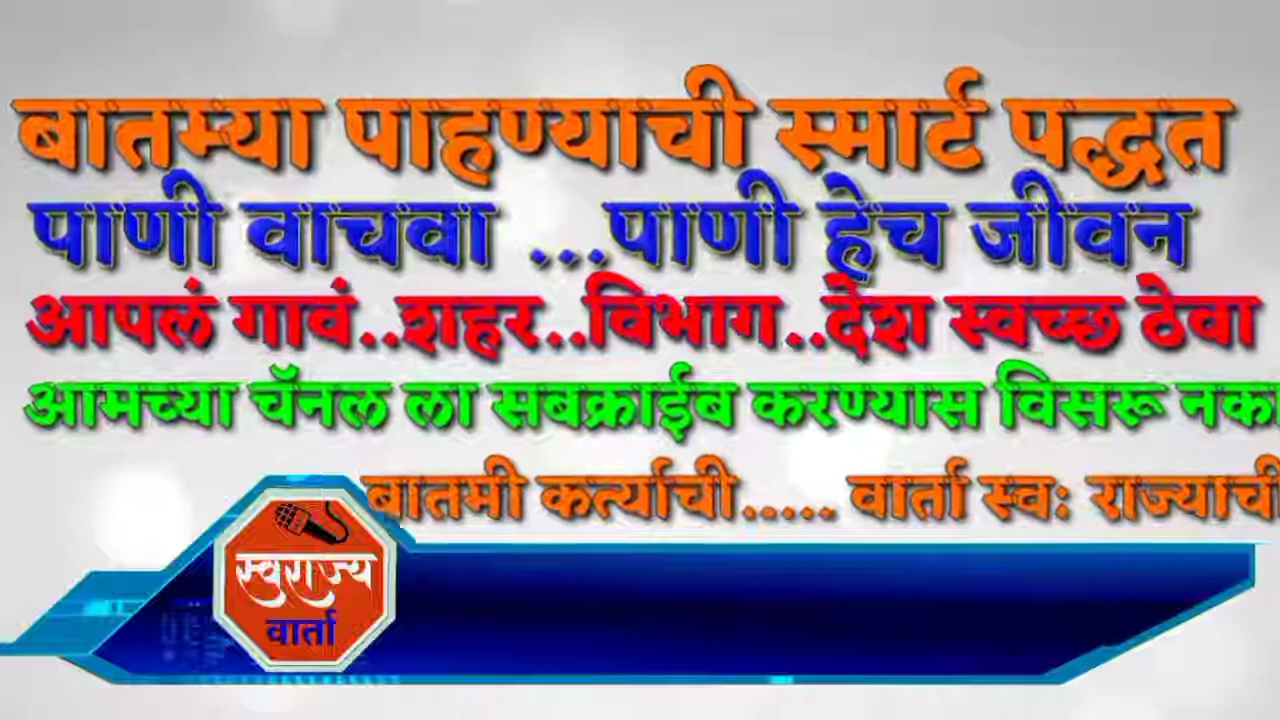 बातम्या पाहण्याची स्मार्ट पद्धत
पाणी वाचवा ...पाणी हेच जीवन
आपलं गावं..शहर..विभाग..देश स्वच्छ ठेवा
आमच्या चॅनल ला सबक्राईब करण्यास विसरू नका
बातमी कर्त्याची..... वार्ता स्व: राज्याची
स्वराज्य
वार्ता